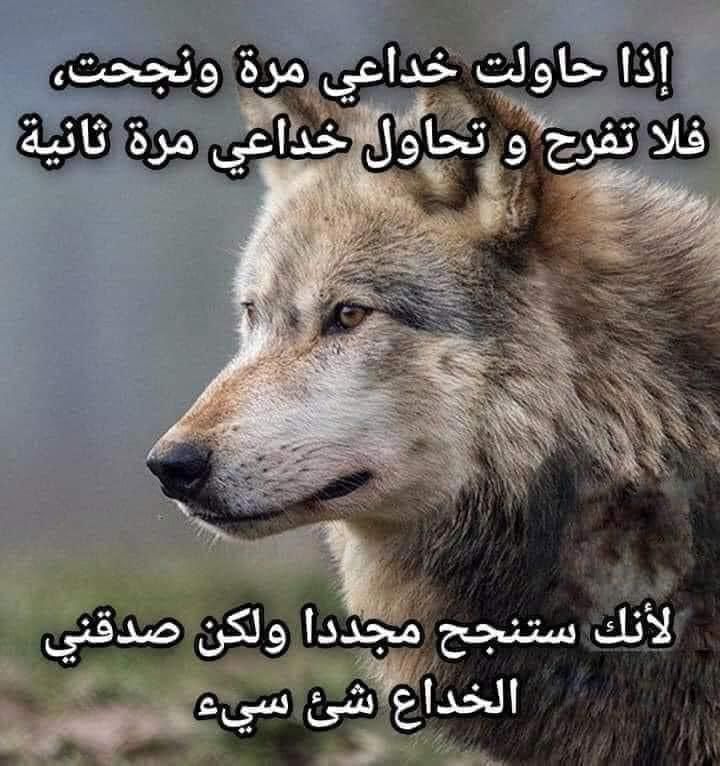 إذا حاولت خداعي مرة ونجحت،
فلا تفرح و تحاول خداعي مرة ثانية
لأنك ستنجح مجددا ولكن صدقني
الخداع شئ سيء